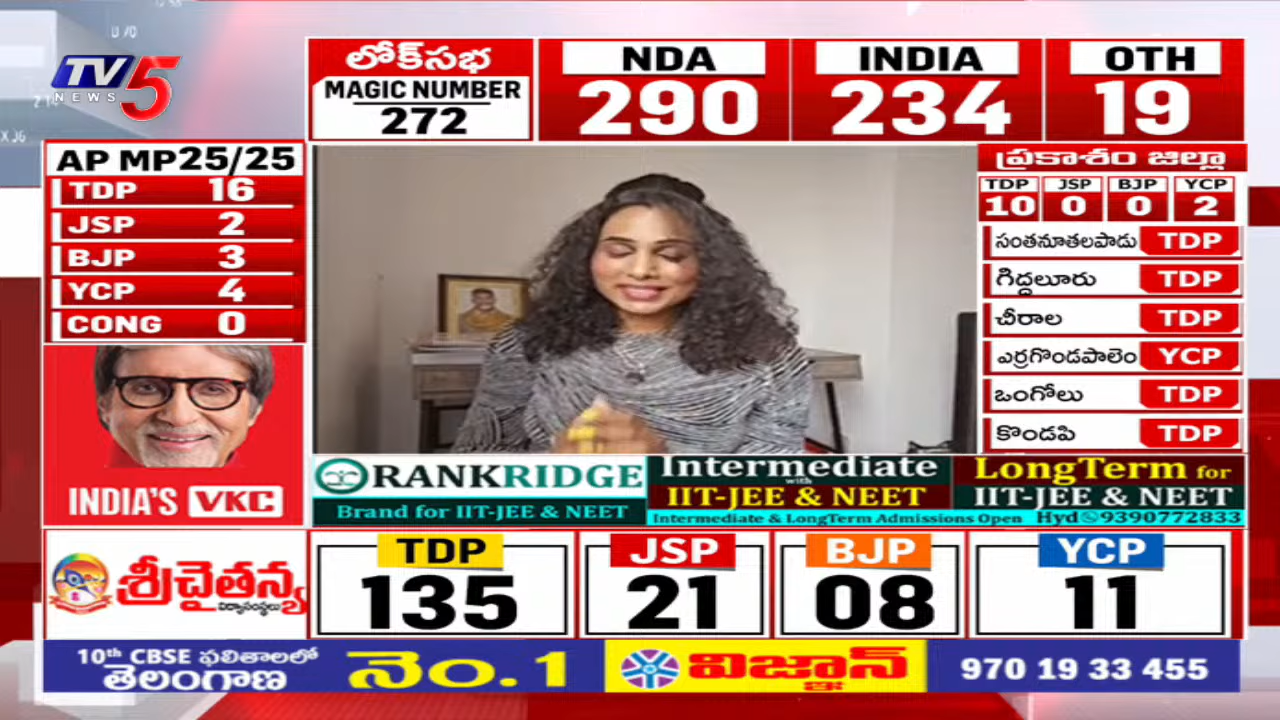 TV5
NEWS
లోక్‌సభ
MAGIC NUMBER
272
NDA
290
INDIA
234
OTH
19
AP MP 25/25
TDP 16
JSP 2
BJP 3
YCP 4
CONG 0
INDIA'S VKC
ప్రకాశం జిల్లా
TDP JSP BJP YCP
10 0 0 2
సంతనూతలపాడు TDP
గిద్దలూరు TDP
చీరాల TDP
ఎర్రగొండపాలెం YCP
ఒంగోలు TDP
కొండపి TDP
RANKRIDGE
Brand for IIT-JEE & NEET
Intermediate
with
IIT-JEE & NEET
LongTerm for
IIT-JEE & NEET
Intermediate & LongTerm Admissions Open Hyd 9390772833
శ్రీచైతన్య
విద్యాసంస్థలు
TDP
135
JSP
21
BJP
08
YCP
11
10th CBSE ఫలితాలలో
తెలంగాణ
నెం.1
విజ్ఞాన్
970 19 33 455